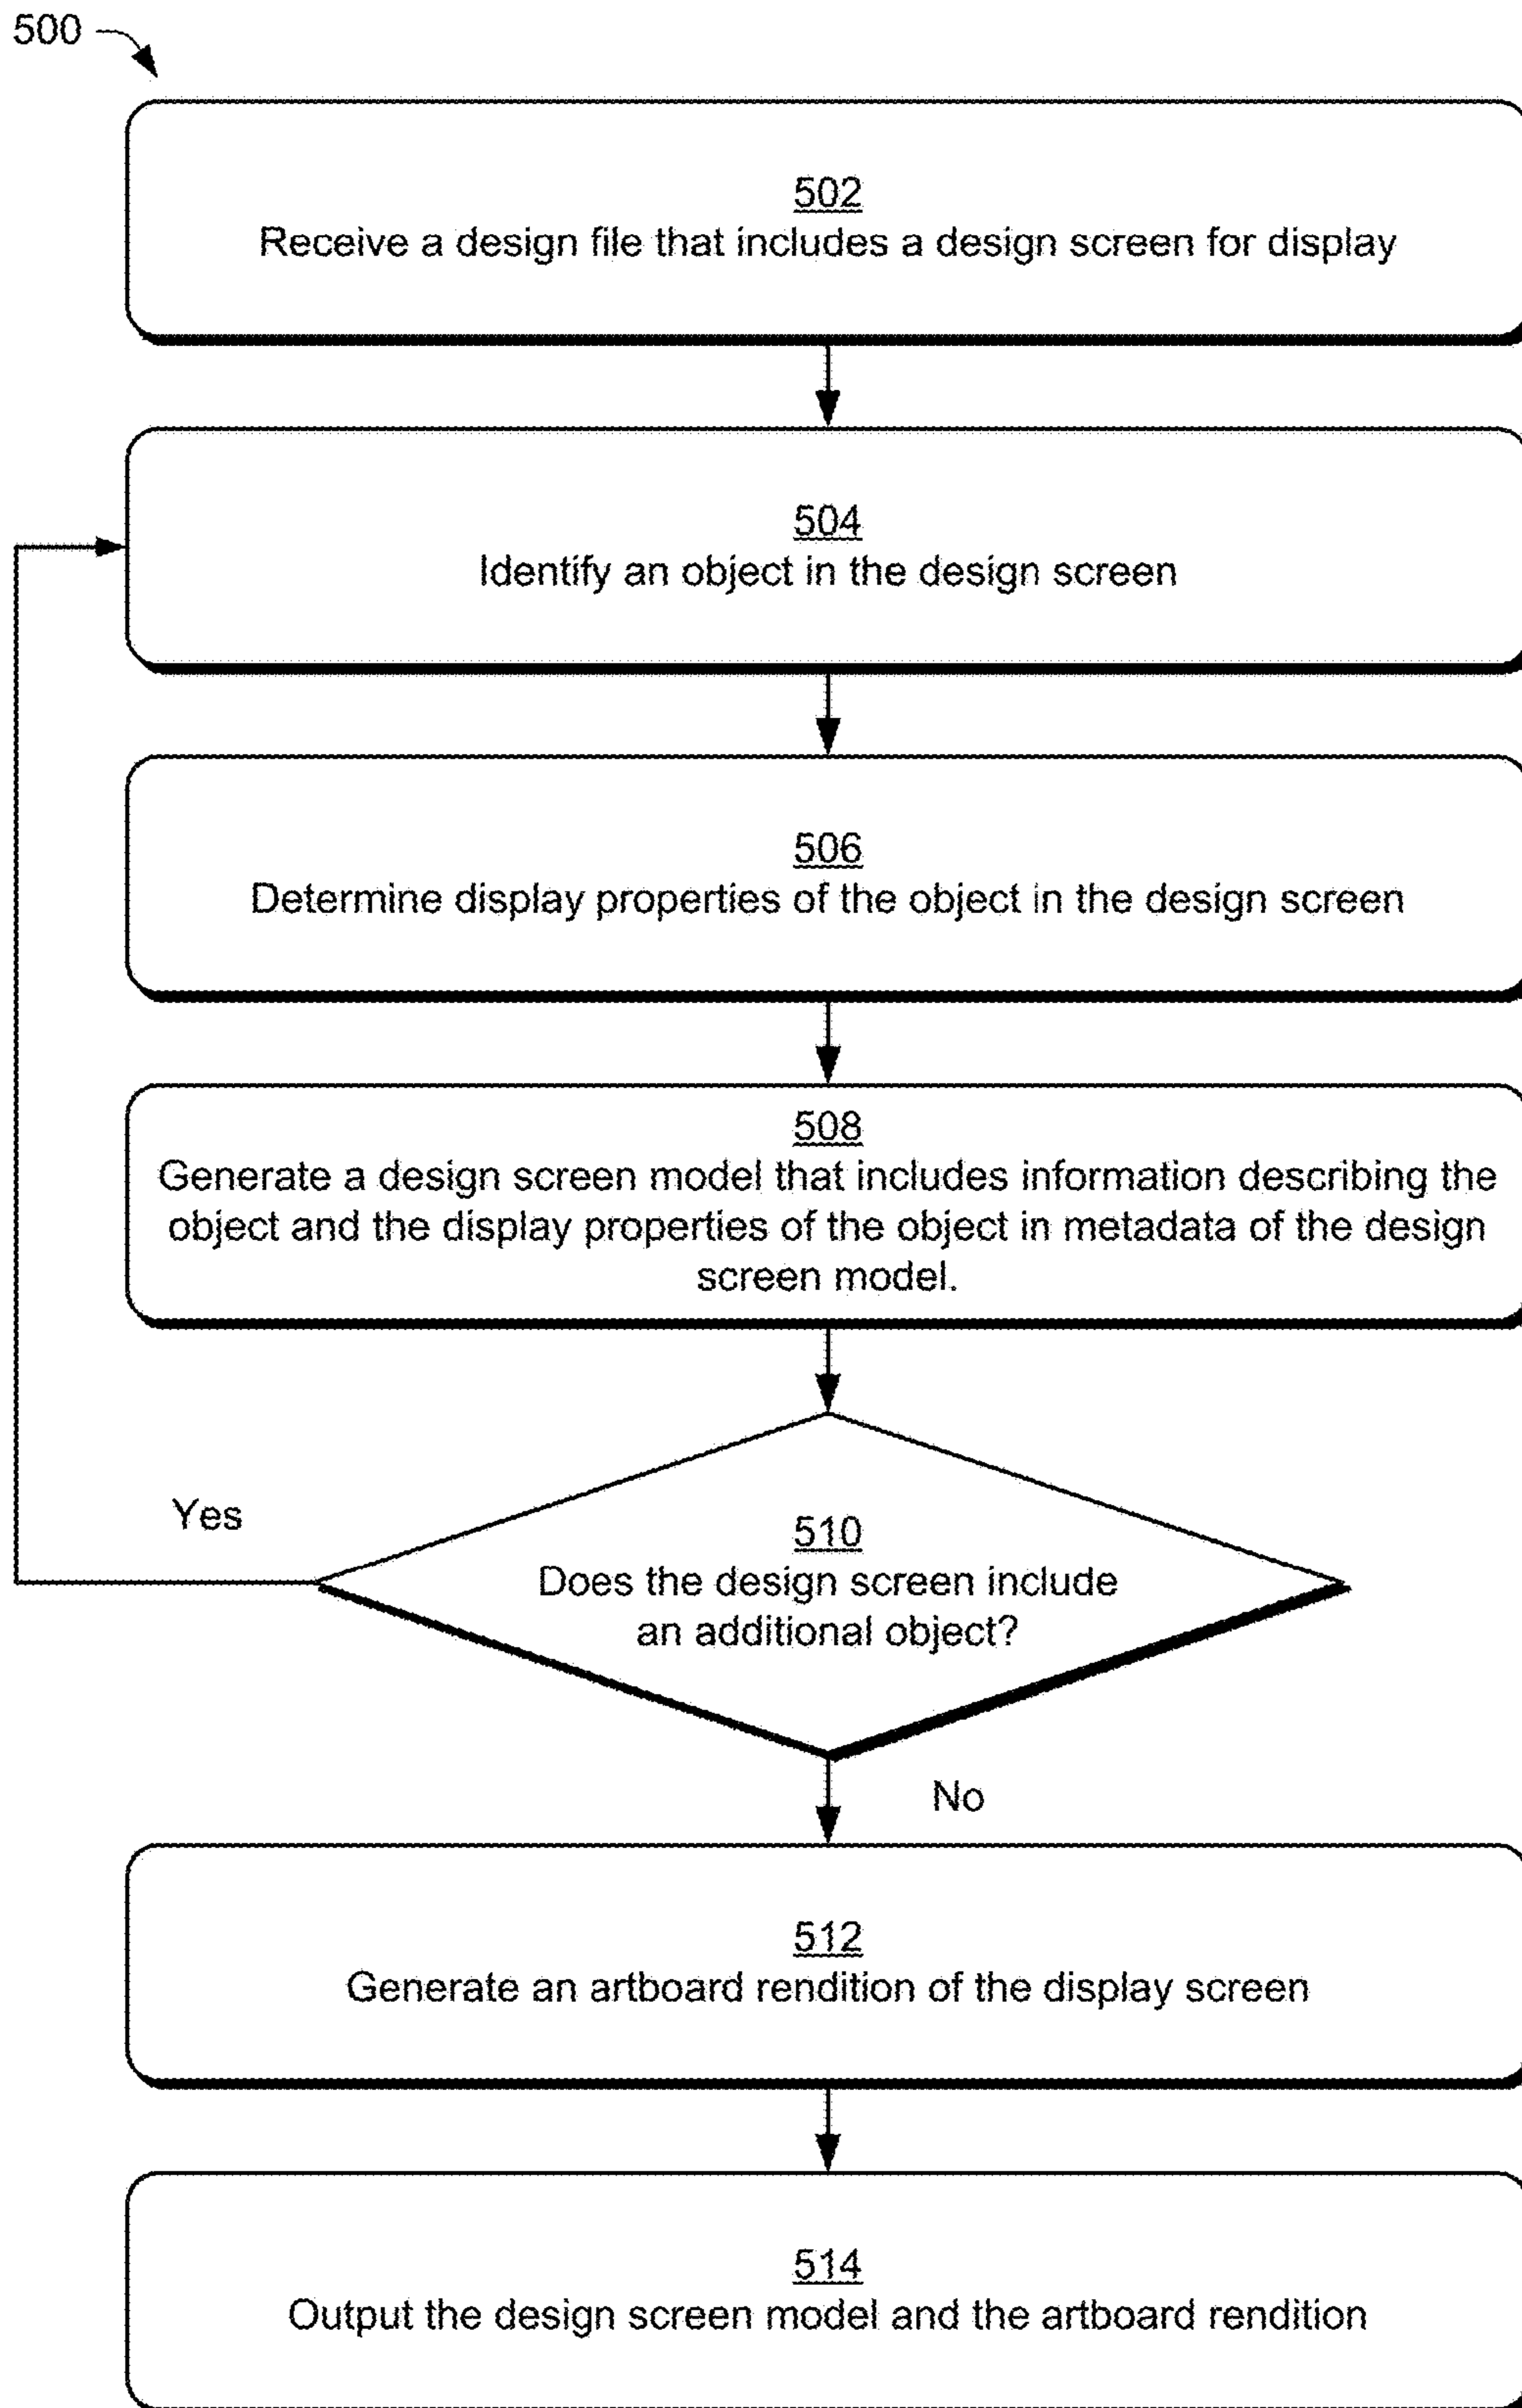 500
502
Receive a design file that includes a design screen for display
504
Identify an object in the design screen
506
Determine display properties of the object in the design screen
508
Generate a design screen model that includes information describing the
object and the display properties of the object in metadata of the design
screen model.
Yes
510
Does the design screen include
an additional object?
No
512
Generate an artboard rendition of the display screen
514
Output the design screen model and the artboard rendition